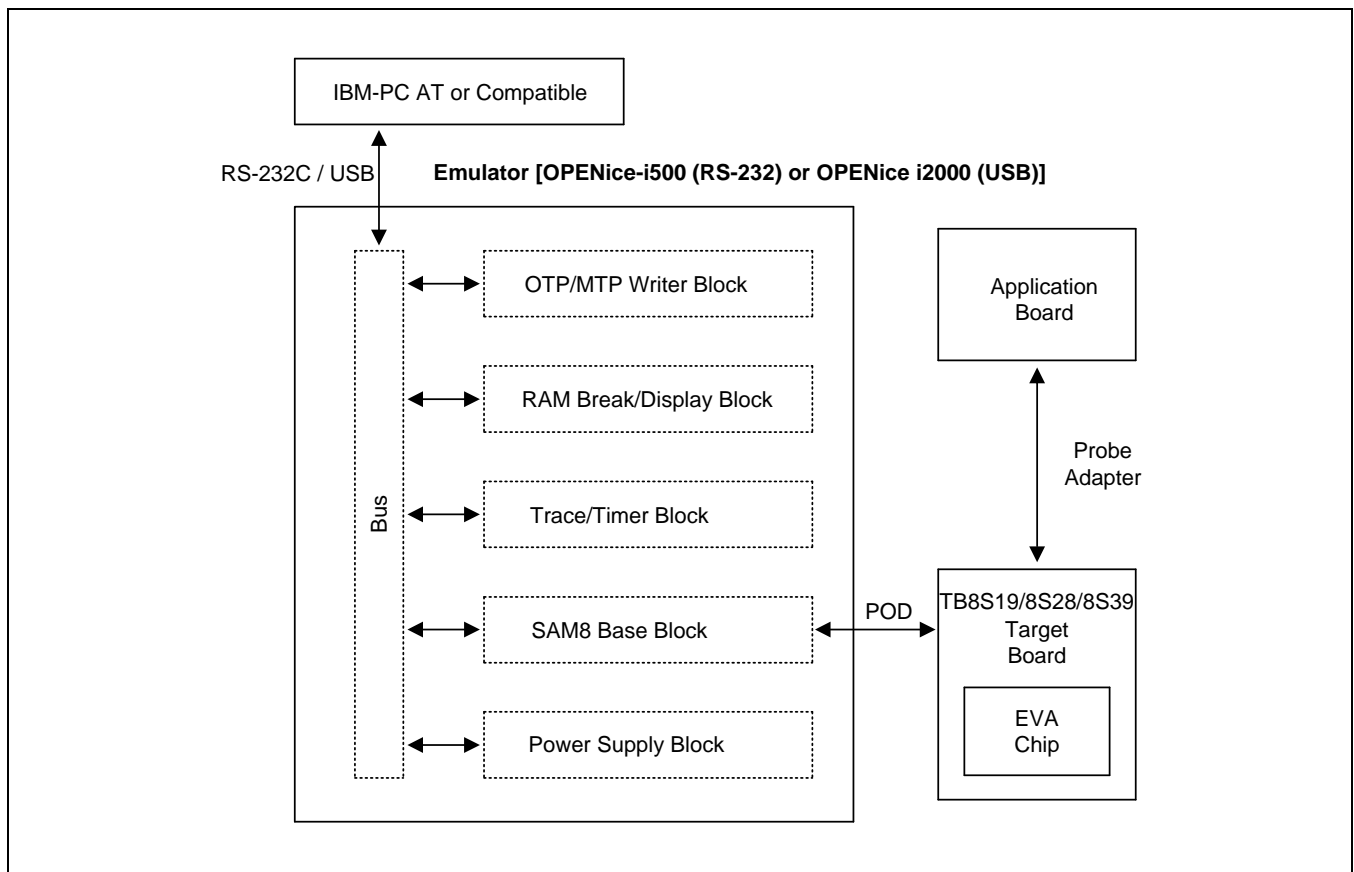 IBM-PC AT or Compatible
RS-232C / USB
Emulator [OPENice-i500 (RS-232) or OPENice i2000 (USB)]
Bus
OTP/MTP Writer Block
RAM Break/Display Block
Trace/Timer Block
SAM8 Base Block
Power Supply Block
POD
Application
Board
Probe
Adapter
TB8S19/8S28/8S39
Target
Board
EVA
Chip